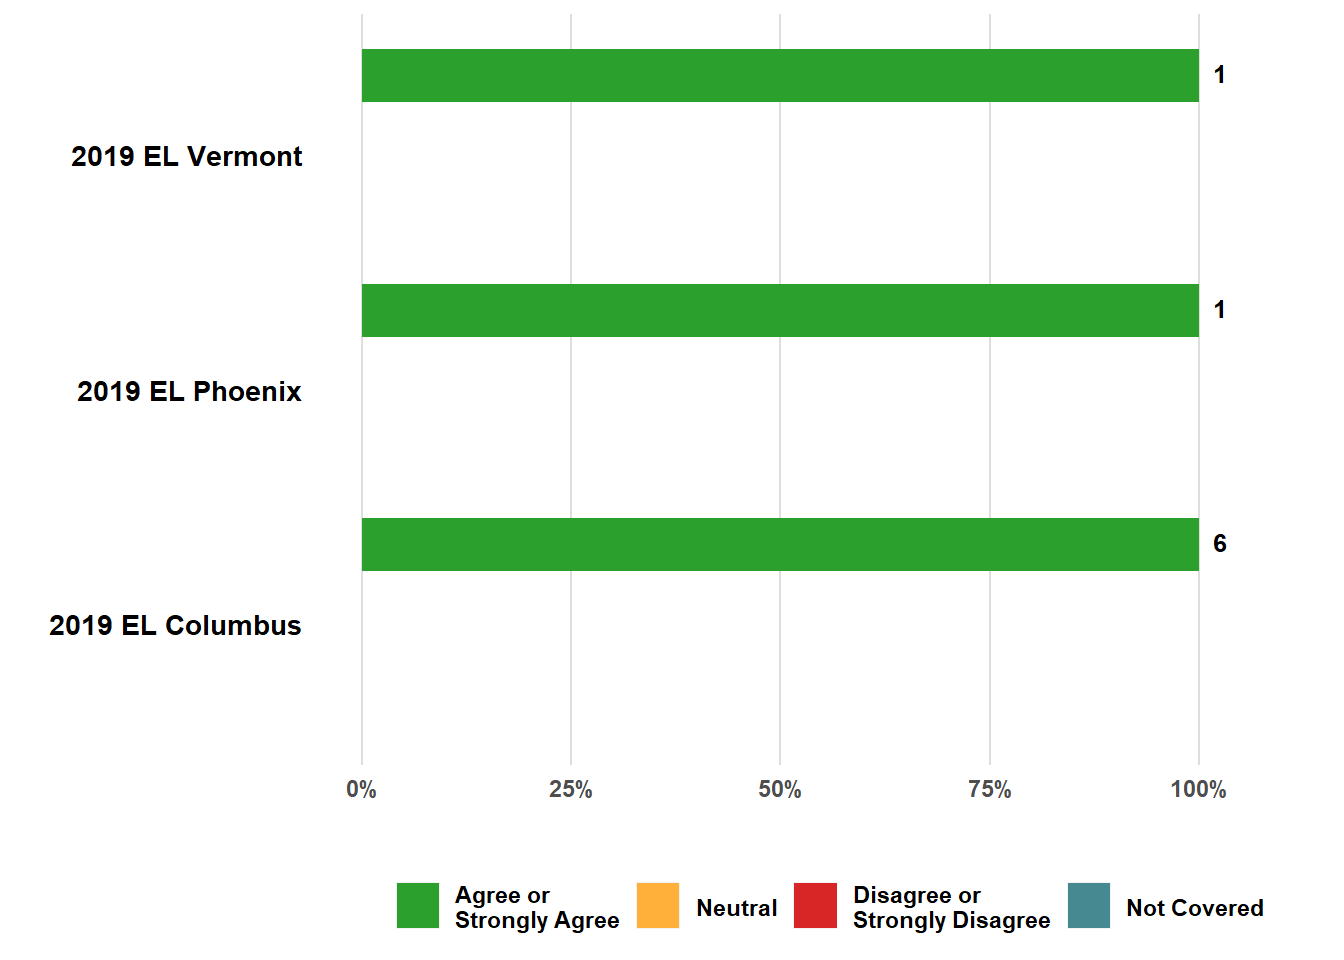 1
2019 EL Vermont
1
2019 EL Phoenix
6
2019 EL Columbus
0%
25%
50%
75%
100%
Agree or
Strongly Agree
Neutral
Disagree or
Strongly Disagree
Not Covered